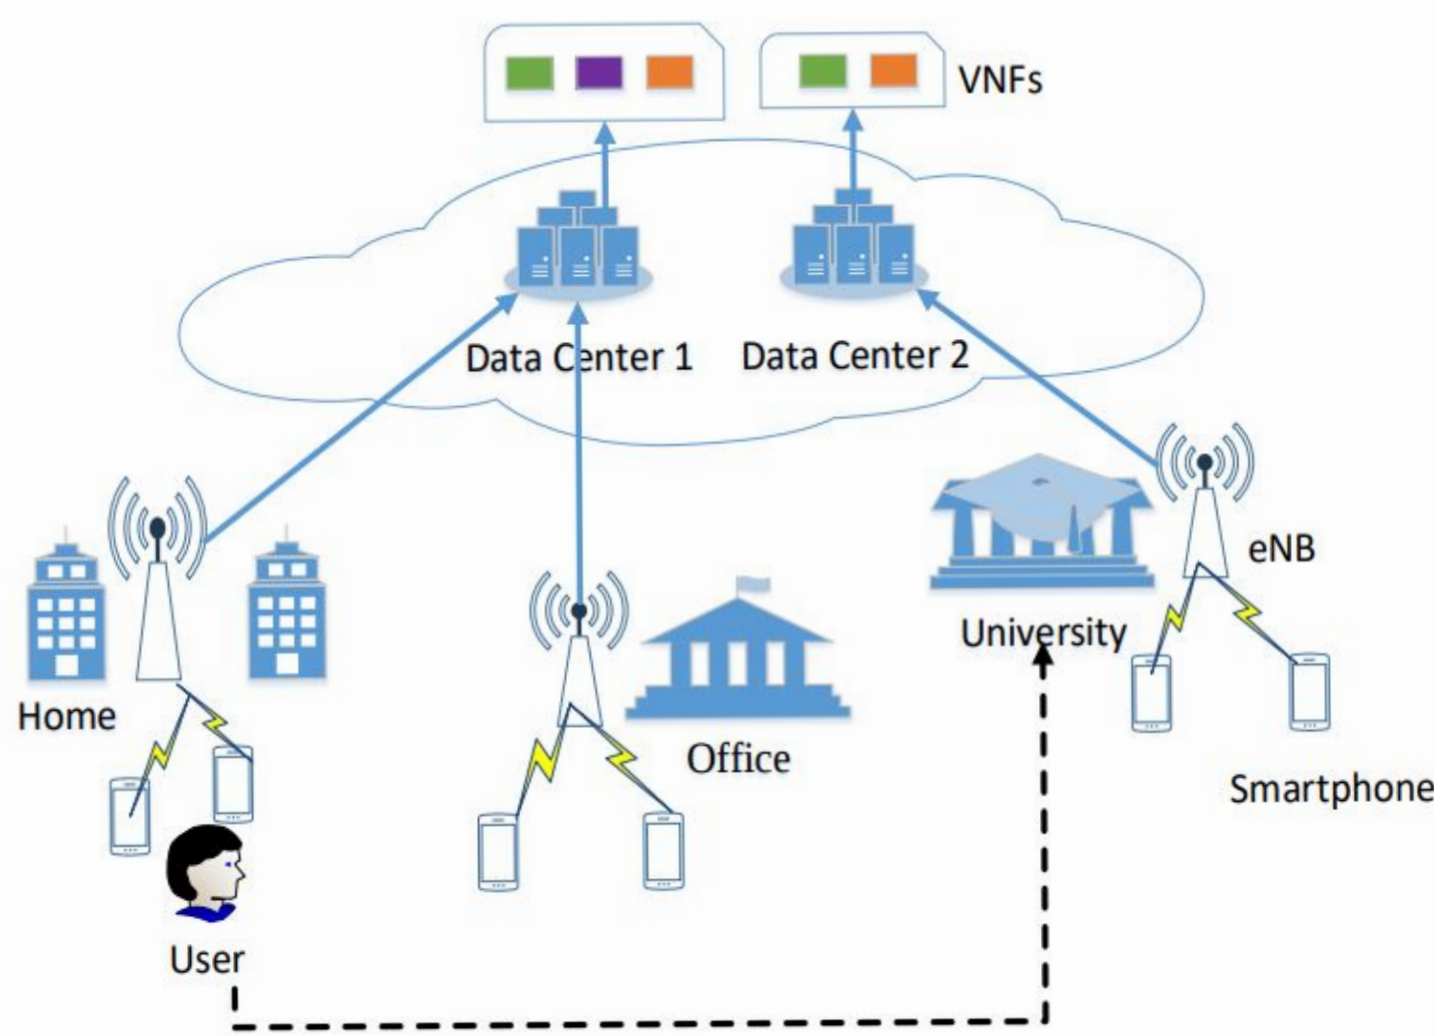 VNFs
Data Center 1
Data Center 2
eNB
University
Home
Office
Smartphone
User